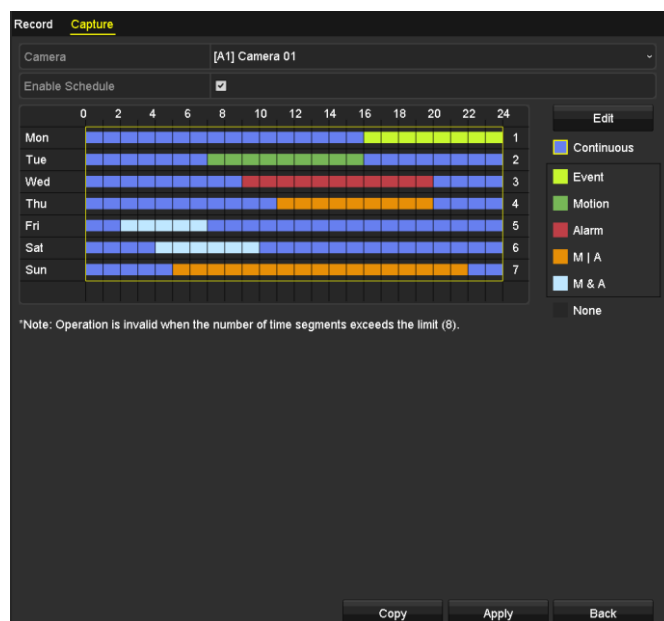 Record Capture
Camera [A1] Camera 01
Enable Schedule
0 2 4 6 8 10 12 14 16 18 20 22 24
Edit
Mon 1
Continuous
Tue 2
Wed 3
Event
Thu 4
Motion
Fri 5
Alarm
Sat 6
M | A
Sun 7
M & A
None
*Note: Operation is invalid when the number of time segments exceeds the limit (8).
Copy Apply Back